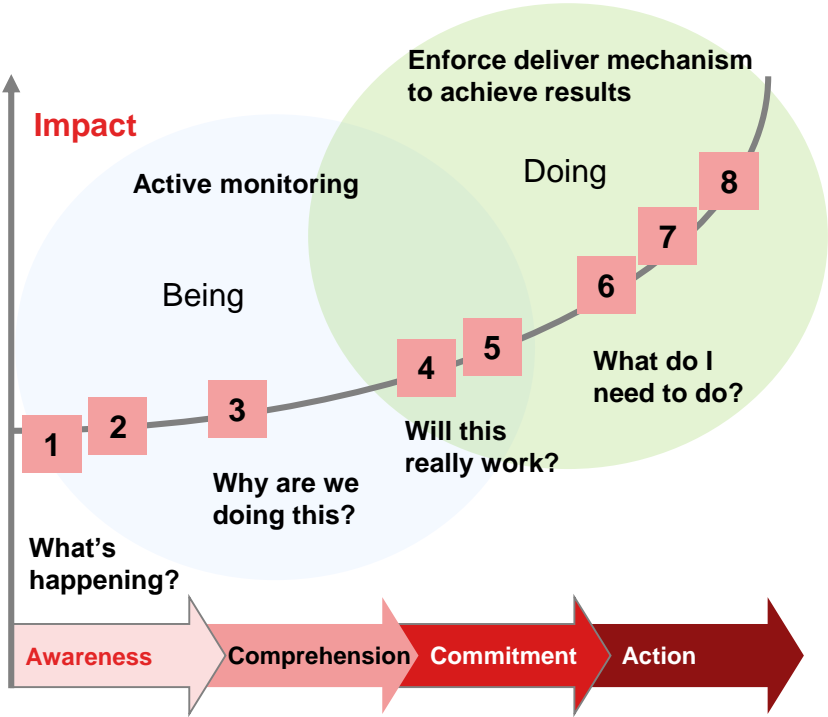 Enforce deliver mechanism
to achieve results
Impact
Active monitoring
Doing
Being
8
7
6
5
4
3
2
1
What do I
need to do?
Will this
really work?
Why are we
doing this?
What's
happening?
Awareness
Comprehension
Commitment
Action